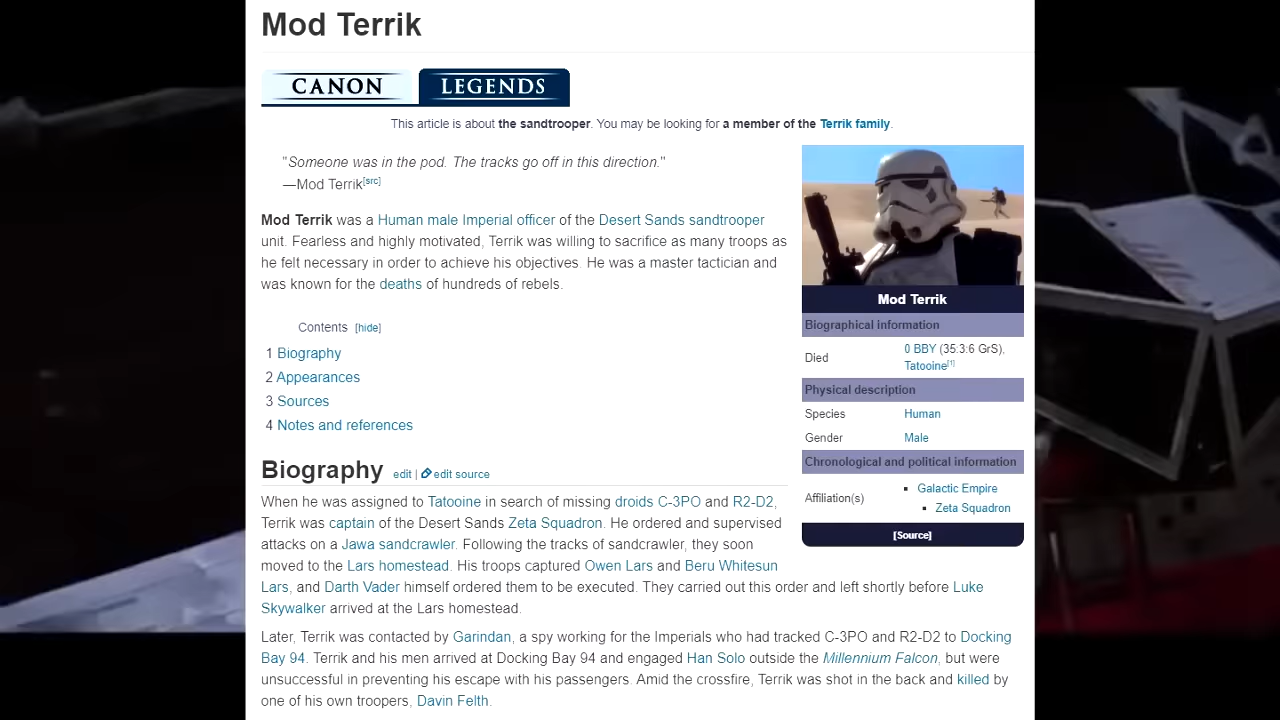 Mod Terrik
CANON
LEGENDS
This article is about the sandtrooper. You may be looking for a member of the Terrik family.
"Someone was in the pod. The tracks go off in this direction."
—Mod Terrik[src]
Mod Terrik was a Human male Imperial officer of the Desert Sands sandtrooper
unit. Fearless and highly motivated, Terrik was willing to sacrifice as many troops as
he felt necessary in order to achieve his objectives. He was a master tactician and
was known for the deaths of hundreds of rebels.
Contents [hide]
1 Biography
2 Appearances
3 Sources
4 Notes and references
Mod Terrik
Biographical information
Died
0 BBY (35:3:6 GrS),
Tatooine[1]
Physical description
Species Human
Gender Male
Chronological and political information
Affiliation(s)
▪ Galactic Empire
▪ Zeta Squadron
[Source]
Biography edit | edit source
When he was assigned to Tatooine in search of missing droids C-3PO and R2-D2,
Terrik was captain of the Desert Sands Zeta Squadron. He ordered and supervised
attacks on a Jawa sandcrawler. Following the tracks of sandcrawler, they soon
moved to the Lars homestead. His troops captured Owen Lars and Beru Whitesun
Lars, and Darth Vader himself ordered them to be executed. They carried out this order and left shortly before Luke
Skywalker arrived at the Lars homestead.
Later, Terrik was contacted by Garindan, a spy working for the Imperials who had tracked C-3PO and R2-D2 to Docking
Bay 94. Terrik and his men arrived at Docking Bay 94 and engaged Han Solo outside the Millennium Falcon, but were
unsuccessful in preventing his escape with his passengers. Amid the crossfire, Terrik was shot in the back and killed by
one of his own troopers, Davin Felth.